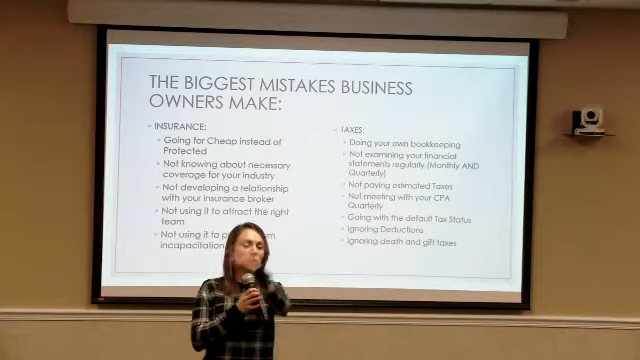 THE BIGGEST MISTAKES BUSINESS
OWNERS MAKE:
INSURANCE:
Going for Cheap instead of
Protected
Not knowing about necessary
coverage for your industry
Not developing a relationship
with your insurance broker
Not using it to attract the right
team
Not using it to
incapacitation
TAXES:
Doing your own bookkeeping
Not examining your financial
statements regularly (Monthly AND
Quarterly)
Not paying estimated Taxes
Not meeting with your CPA
Quarterly
Going with the default Tax Status
Ignoring Deductions
Ignoring death and gift taxes